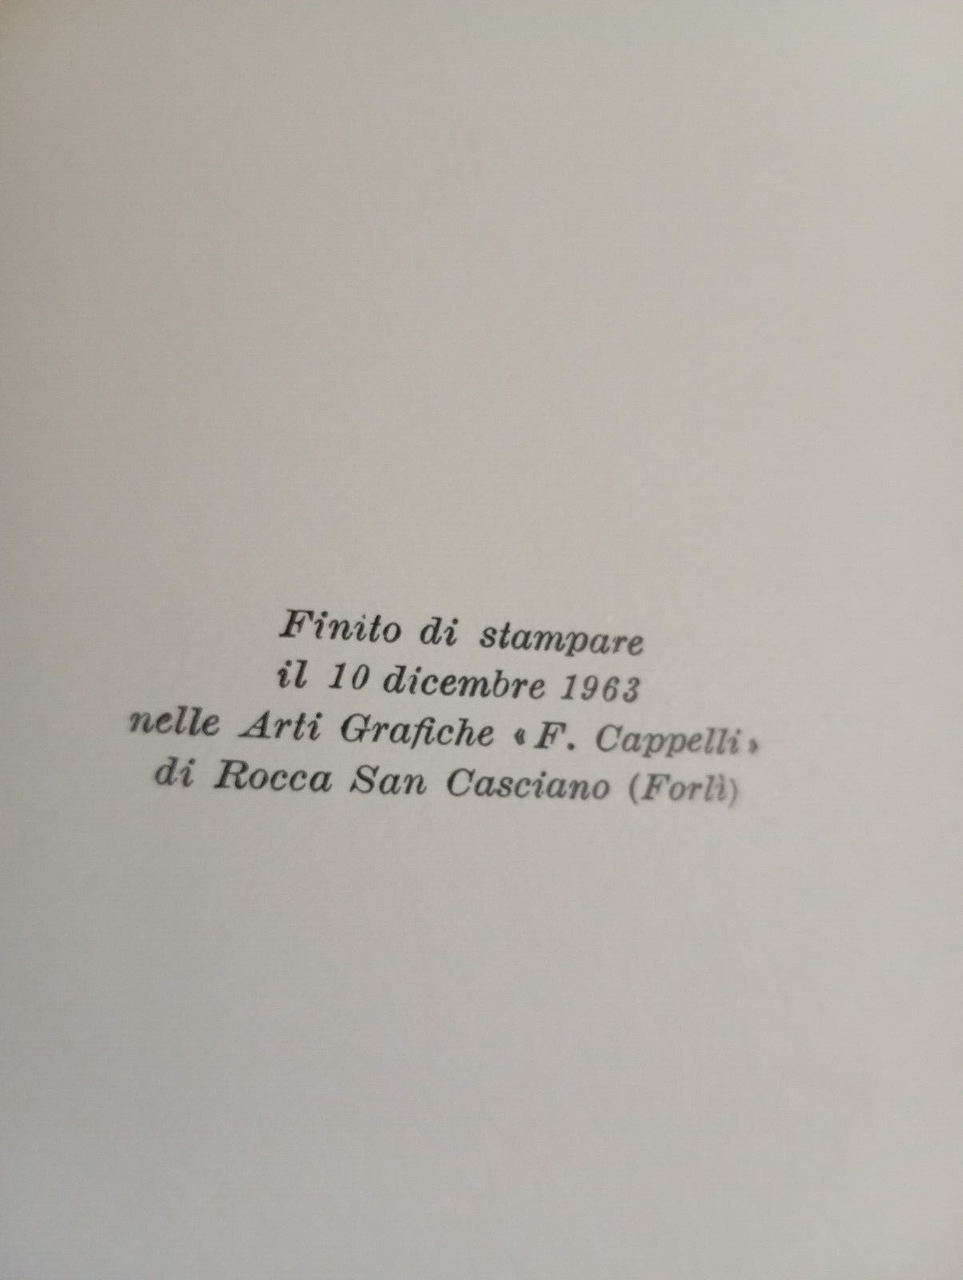 Finito di stampare
il 10 dicembre 1963
nelle Arti Grafiche «F. Cappelli»
di Rocca San Casciano (Forlì)